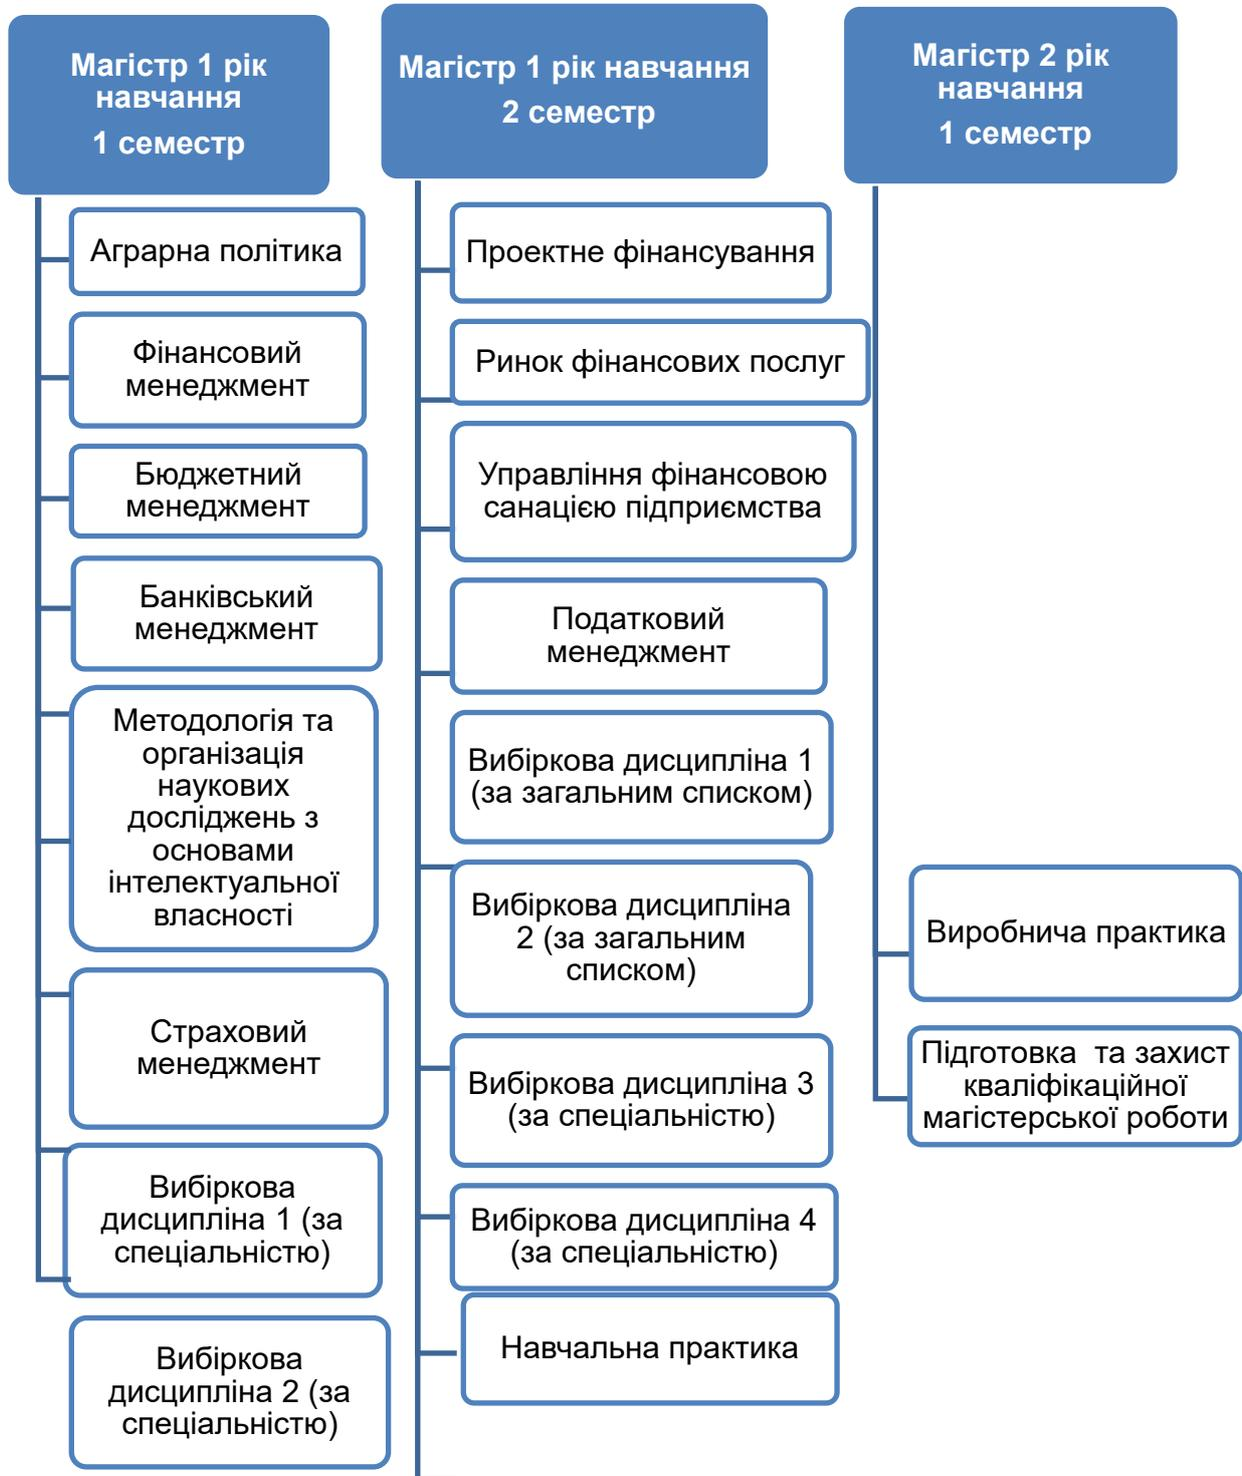 Магістр 1 рік
навчання
1 семестр
Аграрна політика
Фінансовий
менеджмент
Бюджетний
менеджмент
Банківський
менеджмент
Методологія та
організація
наукових
досліджень з
основами
інтелектуальної
власності
Страховий
менеджмент
Вибіркова
дисципліна 1 (за
спеціальністю)
Вибіркова
дисципліна 2 (за
спеціальністю)
Магістр 1 рік навчання
2 семестр
Проектне фінансування
Ринок фінансових послуг
Управління фінансовою
санацією підприємства
Податковий
менеджмент
Вибіркова дисципліна 1
(за загальним списком)
Вибіркова дисципліна
2 (за загальним
списком)
Вибіркова дисципліна 3
(за спеціальністю)
Вибіркова дисципліна 4
(за спеціальністю)
Навчальна практика
Магістр 2 рік
навчання
1 семестр
Виробнича практика
Підготовка  та захист
кваліфікаційної
магістерської роботи